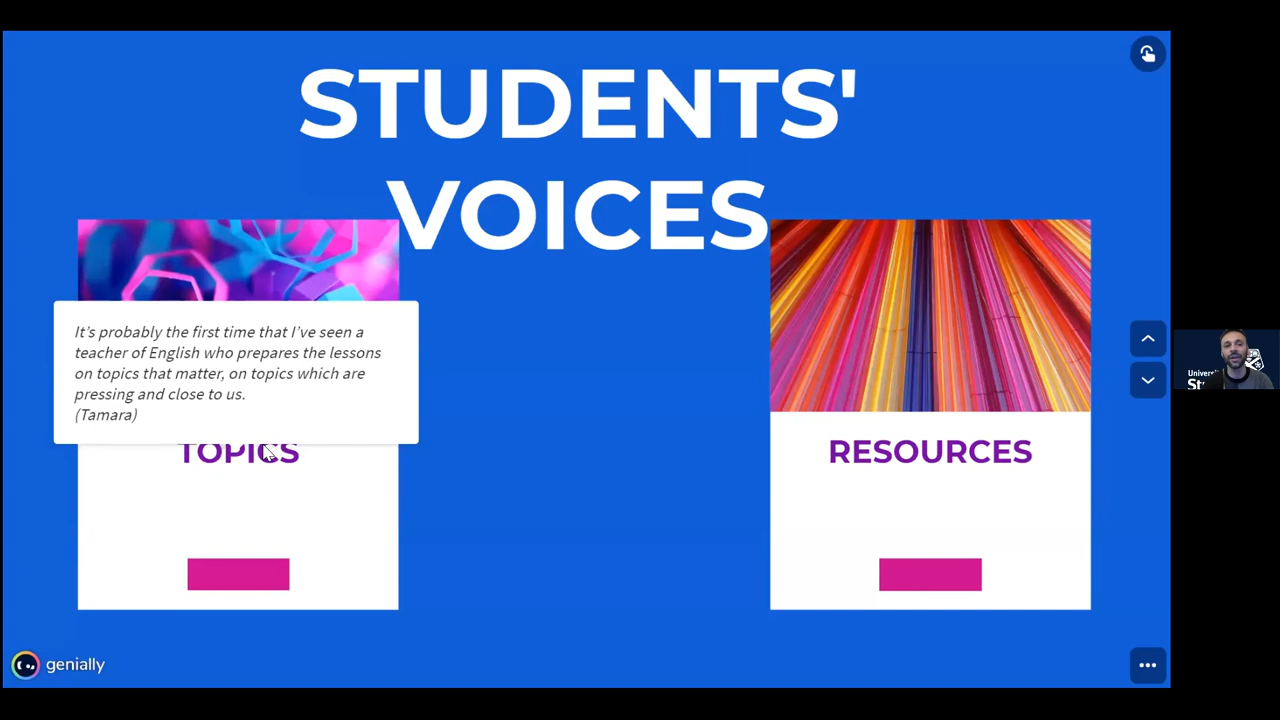 STUDENTS'
VOICES
It's probably the first time that I've seen a
teacher of English who prepares the lessons
on topics that matter, on topics which are
pressing and close to us.
(Tamara)
TOPICS
RESOURCES
genially